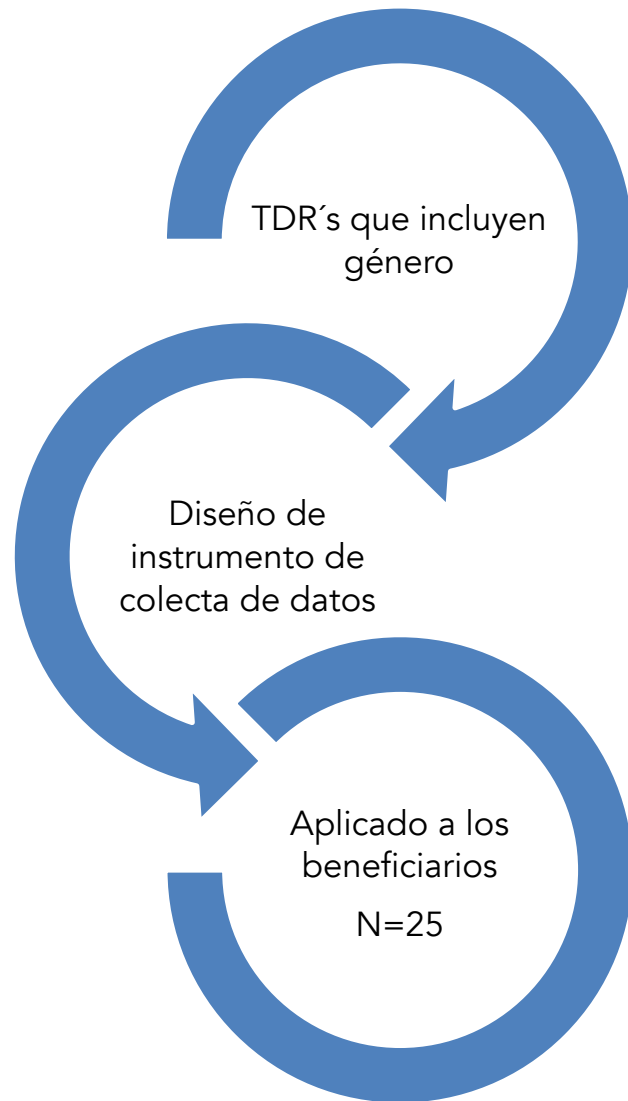 TDR´s que incluyen
género
Diseño de
instrumento de
colecta de datos
Aplicado a los
beneficiarios
N=25